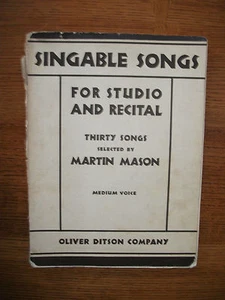 SINGABLE SONGS
FOR STUDIO
AND RECITAL
THIRTY SONGS
SELECTED BY
MARTIN MASON
MEDIUM VOICE
OLIVER DITSON COMPANY